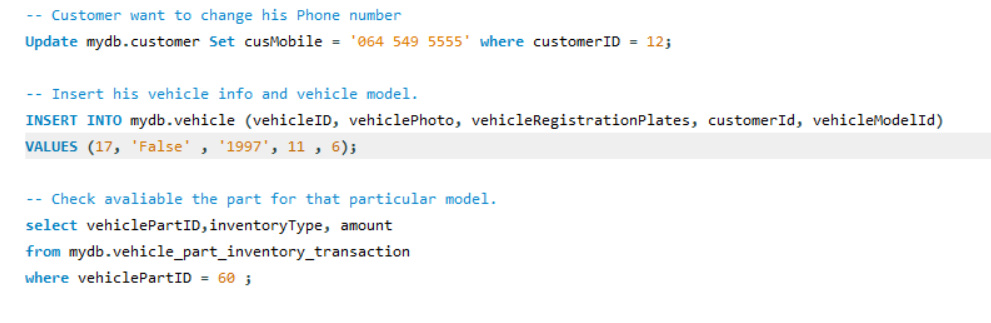 -- Customer want to change his Phone number
Update mydb.customer Set cusMobile = '064 549 5555' where customerID = 12;
-- Insert his vehicle info and vehicle model.
INSERT INTO mydb.vehicle (vehicleID, vehiclePhoto, vehicleRegistrationPlates, customerId, vehicleModelId)
VALUES (17, 'False' , '1997', 11 , 6);
-- Check avaliable the part for that particular model.
select vehiclePartID,inventoryType, amount
from mydb.vehicle_part_inventory_transaction
where vehiclePartID = 60 ;